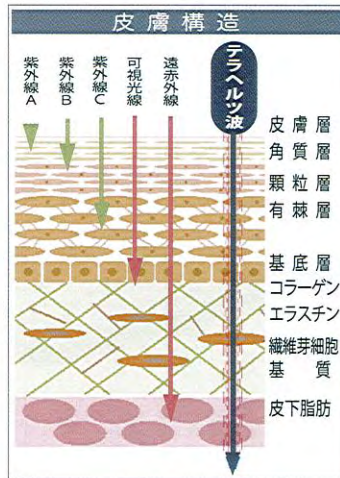 皮膚構造
紫外線A
紫外線B
紫外線C
可視光線
遠赤外線
テラヘルツ波
皮膚層
角質層
顆粒層
有棘層
基底層
コラーゲン
エラスチン
繊維芽細胞
基質
皮下脂肪